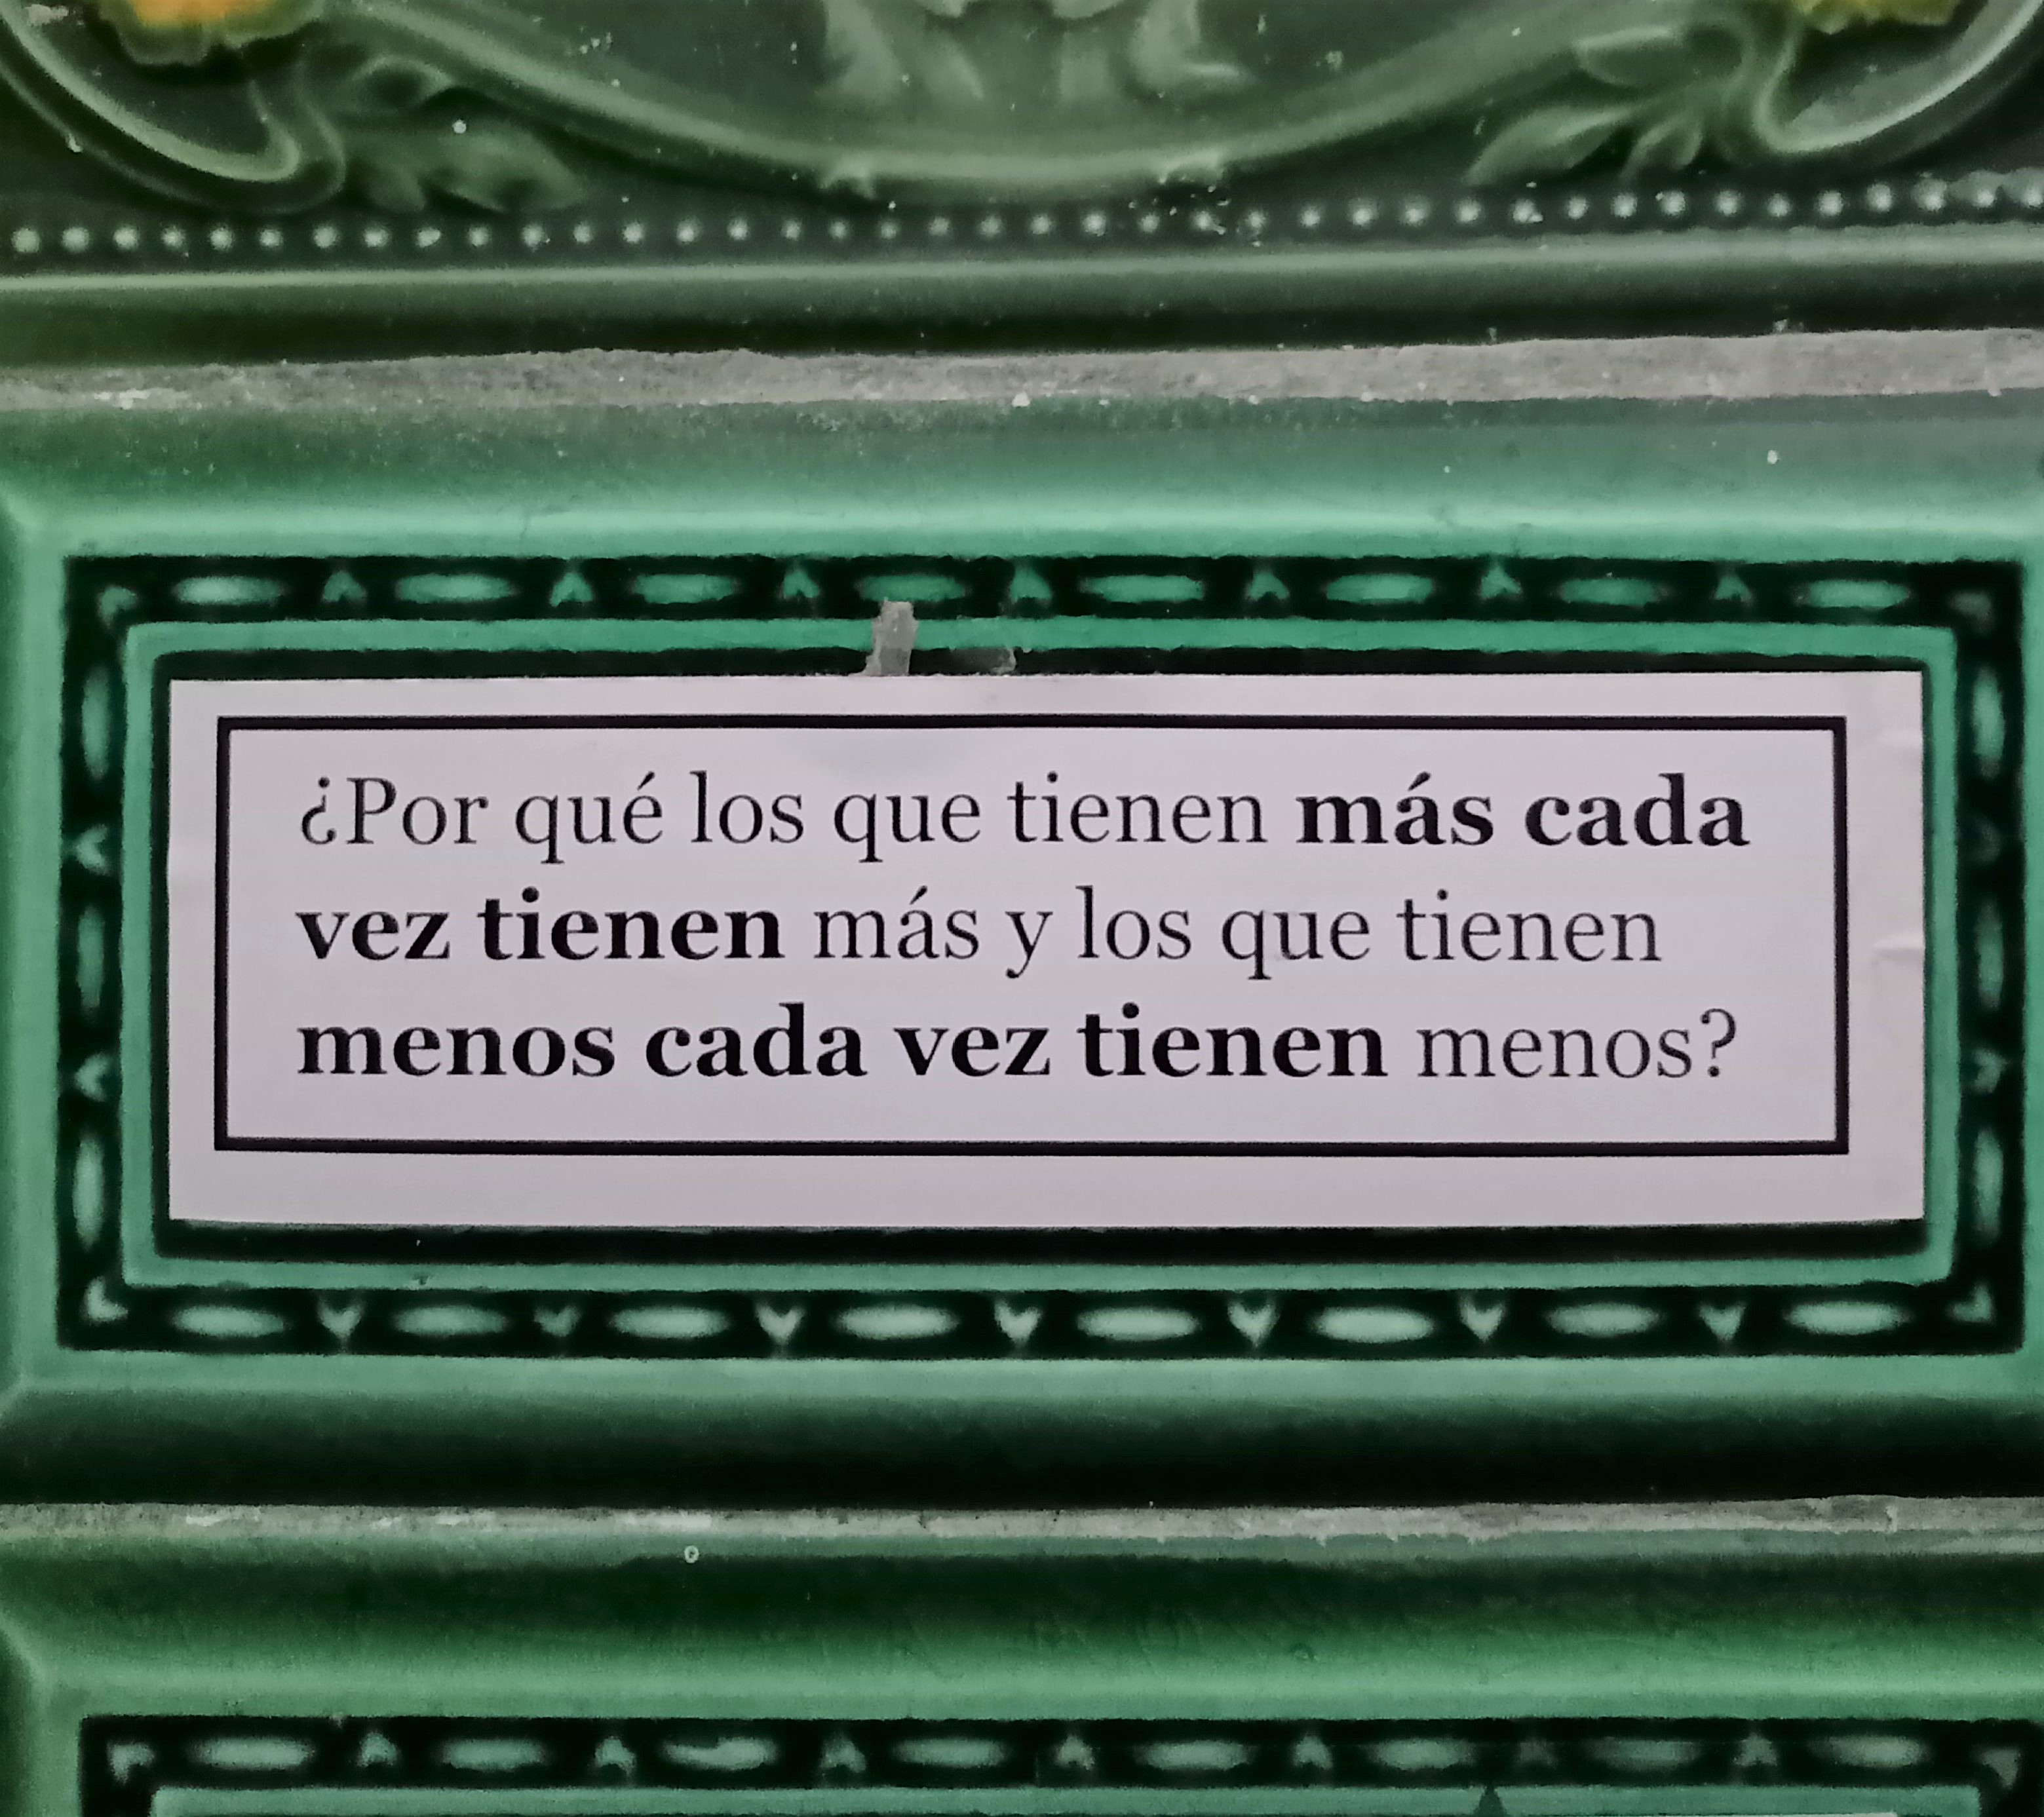 ¿Por qué los que tienen más cada
vez tienen más y los que tienen
menos cada vez tienen menos?